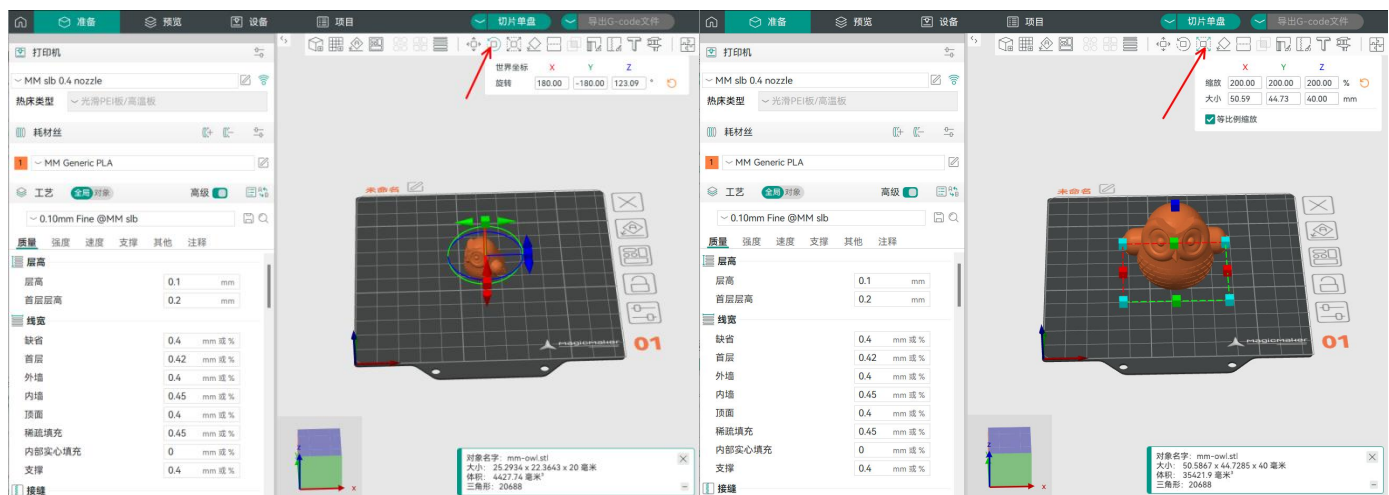 准备
预览
设备
项目
切片单盘
导出G-code文件
打印机
MM slb 0.4 nozzle
热床类型
光滑PEI板/高温板
耗材丝
1
MM Generic PLA
工艺
全局
对象
高级
0.10mm Fine @MM slb
质量
强度
速度
支撑
其他
注释
层高
层高 0.1 mm
首层层高 0.2 mm
线宽
缺省 0.4 mm 或 %
首层 0.42 mm 或 %
外墙 0.4 mm 或 %
内墙 0.45 mm 或 %
顶面 0.4 mm 或 %
稀疏填充 0.45 mm 或 %
内部实心填充 0 mm 或 %
支撑 0.4 mm 或 %
接缝
世界坐标 X Y Z
旋转 180.00 -180.00 123.09 °
未命名
MagicMaker
01
z
x
对象名字: mm-owl.stl
大小: 25.2934 x 22.3643 x 20 毫米
体积: 4427.74 毫米³
三角形: 20688
准备
预览
设备
项目
切片单盘
导出G-code文件
打印机
MM slb 0.4 nozzle
热床类型
光滑PEI板/高温板
耗材丝
1
MM Generic PLA
工艺
全局
对象
高级
0.10mm Fine @MM slb
质量
强度
速度
支撑
其他
注释
层高
层高 0.1 mm
首层层高 0.2 mm
线宽
缺省 0.4 mm 或 %
首层 0.42 mm 或 %
外墙 0.4 mm 或 %
内墙 0.45 mm 或 %
顶面 0.4 mm 或 %
稀疏填充 0.45 mm 或 %
内部实心填充 0 mm 或 %
支撑 0.4 mm 或 %
接缝
X Y Z
缩放 200.00 200.00 200.00 %
大小 50.59 44.73 40.00 mm
等比例缩放
未命名
MagicMaker
01
z
x
对象名字: mm-owl.stl
大小: 50.5867 x 44.7285 x 40 毫米
体积: 35421.9 毫米³
三角形: 20688